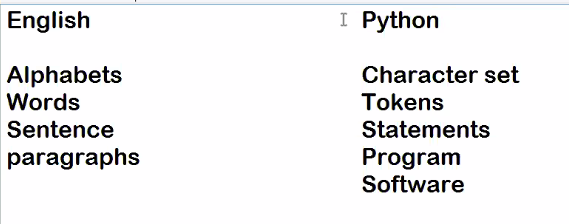 English Python
Alphabets Character set
Words Tokens
Sentence Statements
paragraphs Program
Software